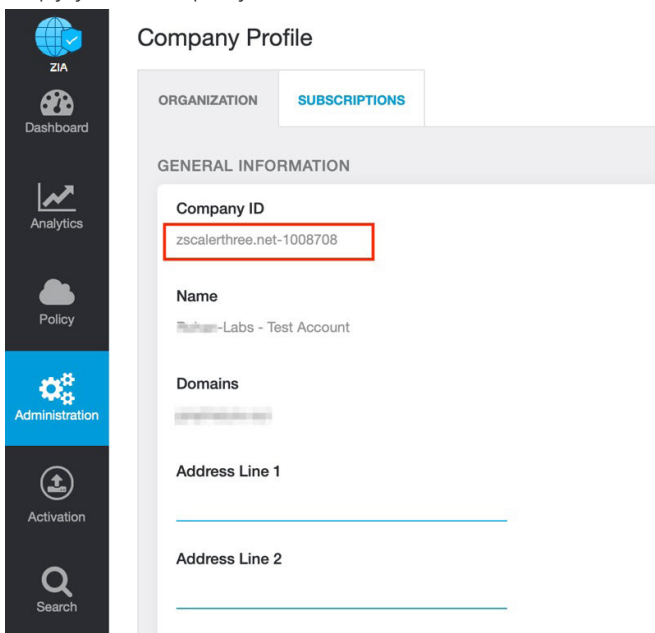 ZIA
Dashboard
Analytics
Policy
Administration
Activation
Search
Company Profile
ORGANIZATION
SUBSCRIPTIONS
GENERAL INFORMATION
Company ID
zscalerthree.net-1008708
Name
-Labs - Test Account
Domains
Address Line 1
Address Line 2